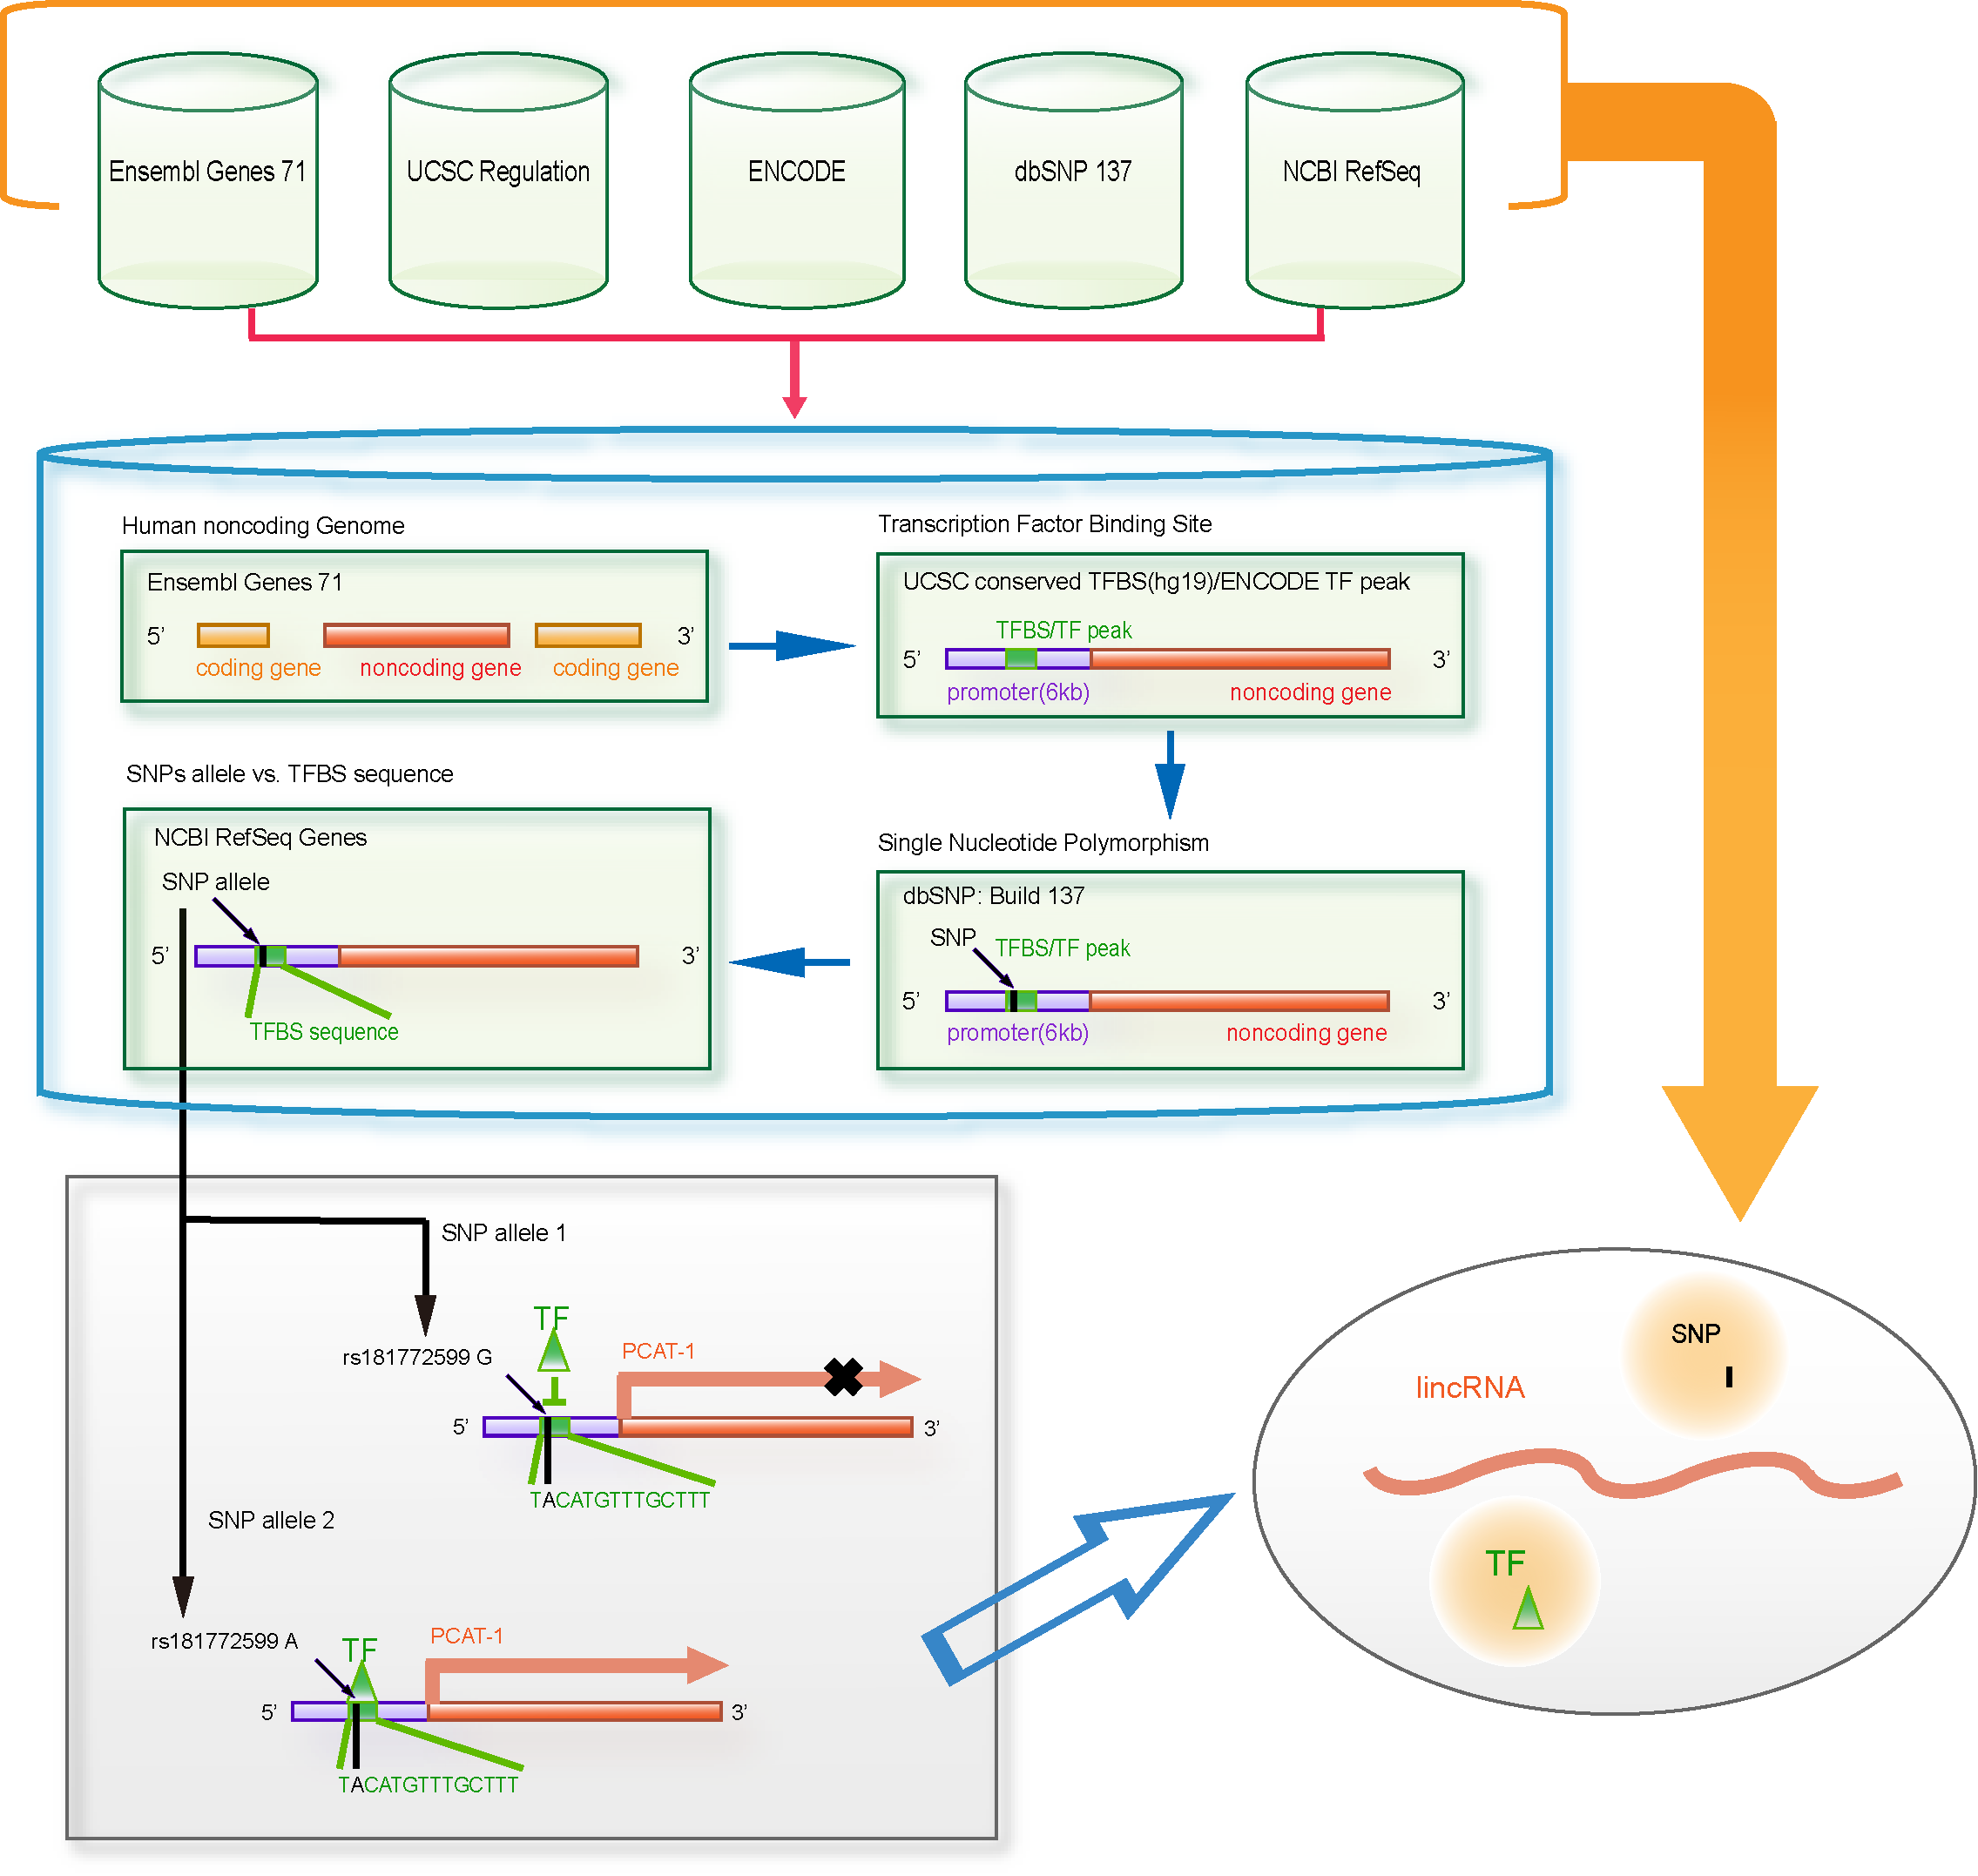 Ensembl Genes 71
UCSC Regulation
ENCODE
dbSNP 137
NCBI RefSeq
Human noncoding Genome
Ensembl Genes 71
5’
3’
coding gene
noncoding gene
coding gene
Transcription Factor Binding Site
UCSC conserved TFBS(hg19)/ENCODE TF peak
TFBS/TF peak
5’
3’
promoter(6kb)
noncoding gene
SNPs allele vs. TFBS sequence
NCBI RefSeq Genes
SNP allele
5’
3’
TFBS sequence
Single Nucleotide Polymorphism
dbSNP: Build 137
SNP
TFBS/TF peak
5’
3’
promoter(6kb)
noncoding gene
SNP allele 1
TF
PCAT-1
rs181772599 G
5’
3’
TACATGTTTGCTTT
SNP allele 2
rs181772599 A
TF
PCAT-1
5’
3’
TACATGTTTGCTTT
SNP
lincRNA
TF